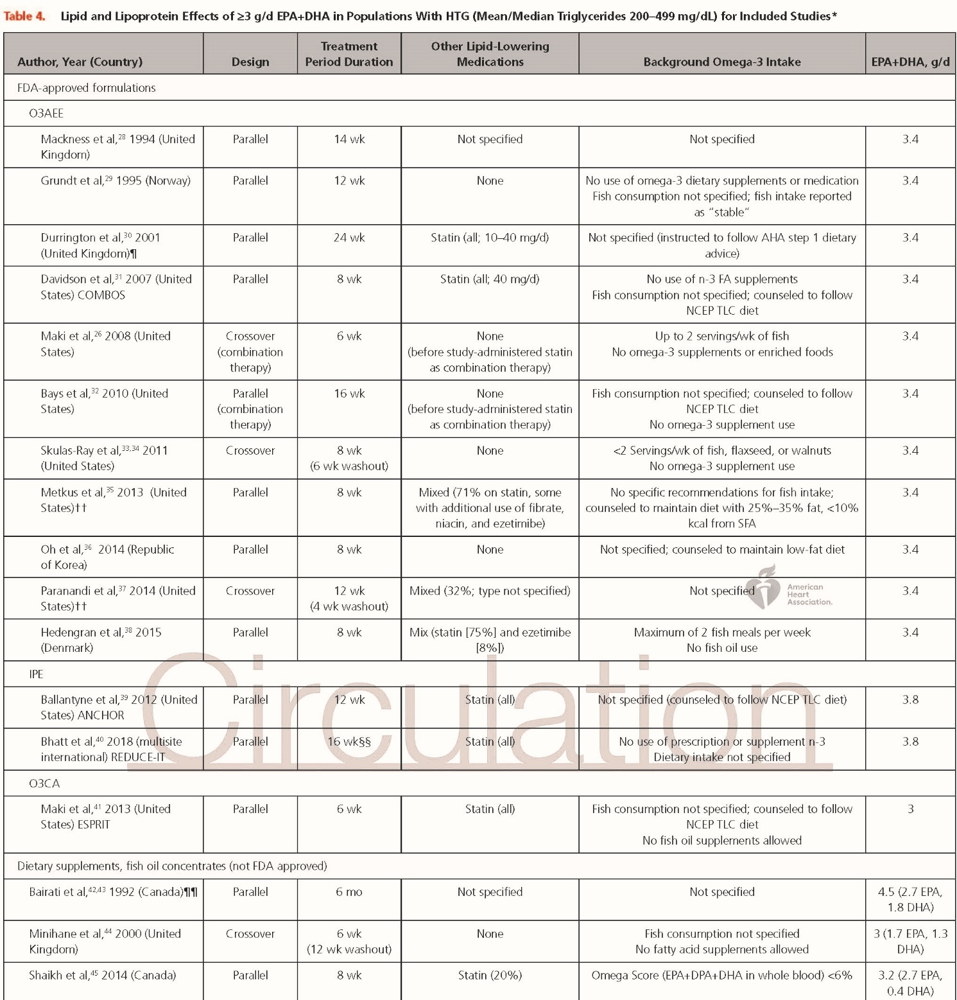 Table 4. Lipid and Lipoprotein Effects of ≥3 g/d EPA+DHA in Populations With HTG (Mean/Median Triglycerides 200–499 mg/dL) for Included Studies*
Author, Year (Country) Design Treatment Period Duration Other Lipid-Lowering Medications Background Omega-3 Intake EPA+DHA, g/d
FDA-approved formulations
O3AEE
Mackness et al,28 1994 (United Kingdom) Parallel 14 wk Not specified Not specified 3.4
Grundt et al,29 1995 (Norway) Parallel 12 wk None No use of omega-3 dietary supplements or medication Fish consumption not specified; fish intake reported as “stable“ 3.4
Durrington et al,30 2001 (United Kingdom)¶ Parallel 24 wk Statin (all; 10–40 mg/d) Not specified (instructed to follow AHA step 1 dietary advice) 3.4
Davidson et al,31 2007 (United States) COMBOS Parallel 8 wk Statin (all; 40 mg/d) No use of n-3 FA supplements Fish consumption not specified; counseled to follow NCEP TLC diet 3.4
Maki et al,26 2008 (United States) Crossover (combination therapy) 6 wk None (before study-administered statin as combination therapy) Up to 2 servings/wk of fish No omega-3 supplements or enriched foods 3.4
Bays et al,32 2010 (United States) Parallel (combination therapy) 16 wk None (before study-administered statin as combination therapy) Fish consumption not specified; counseled to follow NCEP TLC diet No omega-3 supplement use 3.4
Skulas-Ray et al,33,34 2011 (United States) Crossover 8 wk (6 wk washout) None <2 Servings/wk of fish, flaxseed, or walnuts No omega-3 supplement use 3.4
Metkus et al,35 2013 (United States)†† Parallel 8 wk Mixed (71% on statin, some with additional use of fibrate, niacin, and ezetimibe) No specific recommendations for fish intake; counseled to maintain diet with 25%–35% fat, <10% kcal from SFA 3.4
Oh et al,36 2014 (Republic of Korea) Parallel 8 wk None Not specified; counseled to maintain low-fat diet 3.4
Paranandi et al,37 2014 (United States)†† Crossover 12 wk (4 wk washout) Mixed (32%; type not specified) Not specified 3.4
American
Heart
Association.
Hedengran et al,38 2015 (Denmark) Parallel 8 wk Mix (statin [75%] and ezetimibe [8%]) Maximum of 2 fish meals per week No fish oil use 3.4
Circulation
IPE
Ballantyne et al,39 2012 (United States) ANCHOR Parallel 12 wk Statin (all) Not specified (counseled to follow NCEP TLC diet) 3.8
Bhatt et al,40 2018 (multisite international) REDUCE-IT Parallel 16 wk§§ Statin (all) No use of prescription or supplement n-3 Dietary intake not specified 3.8
O3CA
Maki et al,41 2013 (United States) ESPRIT Parallel 6 wk Statin (all) Fish consumption not specified; counseled to follow NCEP TLC diet No fish oil supplements allowed 3
Dietary supplements, fish oil concentrates (not FDA approved)
Bairati et al,42,43 1992 (Canada)¶¶ Parallel 6 mo Not specified Not specified 4.5 (2.7 EPA, 1.8 DHA)
Minihane et al,44 2000 (United Kingdom) Crossover 6 wk (12 wk washout) None Fish consumption not specified No fatty acid supplements allowed 3 (1.7 EPA, 1.3 DHA)
Shaikh et al,45 2014 (Canada) Parallel 8 wk Statin (20%) Omega Score (EPA+DPA+DHA in whole blood) <6% 3.2 (2.7 EPA, 0.4 DHA)